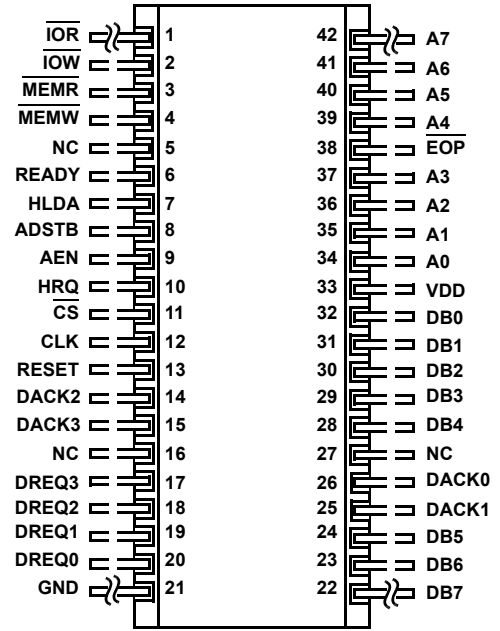 IOR 1 42 A7
IOW 2 41 A6
MEMR 3 40 A5
MEMW 4 39 A4
NC 5 38 EOP
READY 6 37 A3
HLDA 7 36 A2
ADSTB 8 35 A1
AEN 9 34 A0
HRQ 10 33 VDD
CS 11 32 DB0
CLK 12 31 DB1
RESET 13 30 DB2
DACK2 14 29 DB3
DACK3 15 28 DB4
NC 16 27 NC
DREQ3 17 26 DACK0
DREQ2 18 25 DACK1
DREQ1 19 24 DB5
DREQ0 20 23 DB6
GND 21 22 DB7